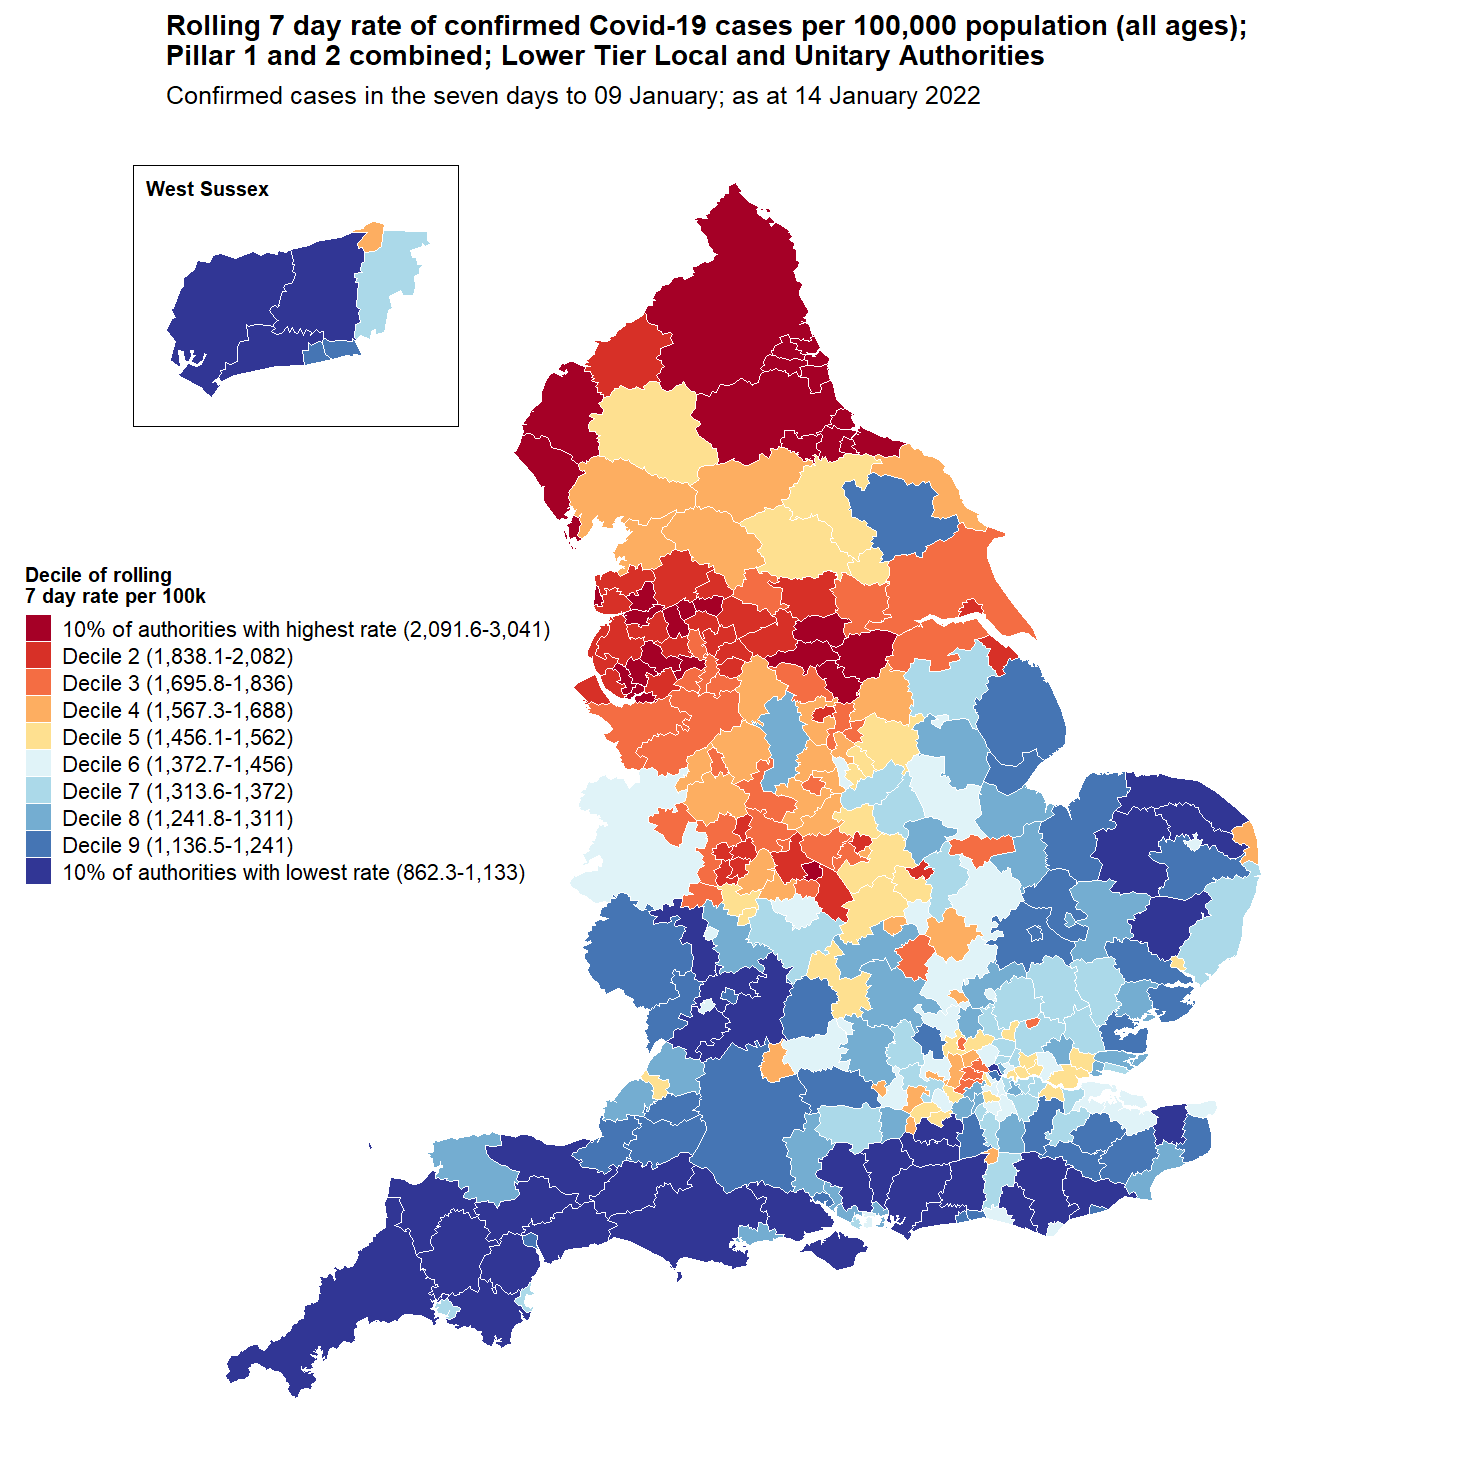 Rolling 7 day rate of confirmed Covid-19 cases per 100,000 population (all ages);
Pillar 1 and 2 combined; Lower Tier Local and Unitary Authorities
Confirmed cases in the seven days to 09 January; as at 14 January 2022
West Sussex
Decile of rolling
7 day rate per 100k
10% of authorities with highest rate (2,091.6-3,041)
Decile 2 (1,838.1-2,082)
Decile 3 (1,695.8-1,836)
Decile 4 (1,567.3-1,688)
Decile 5 (1,456.1-1,562)
Decile 6 (1,372.7-1,456)
Decile 7 (1,313.6-1,372)
Decile 8 (1,241.8-1,311)
Decile 9 (1,136.5-1,241)
10% of authorities with lowest rate (862.3-1,133)